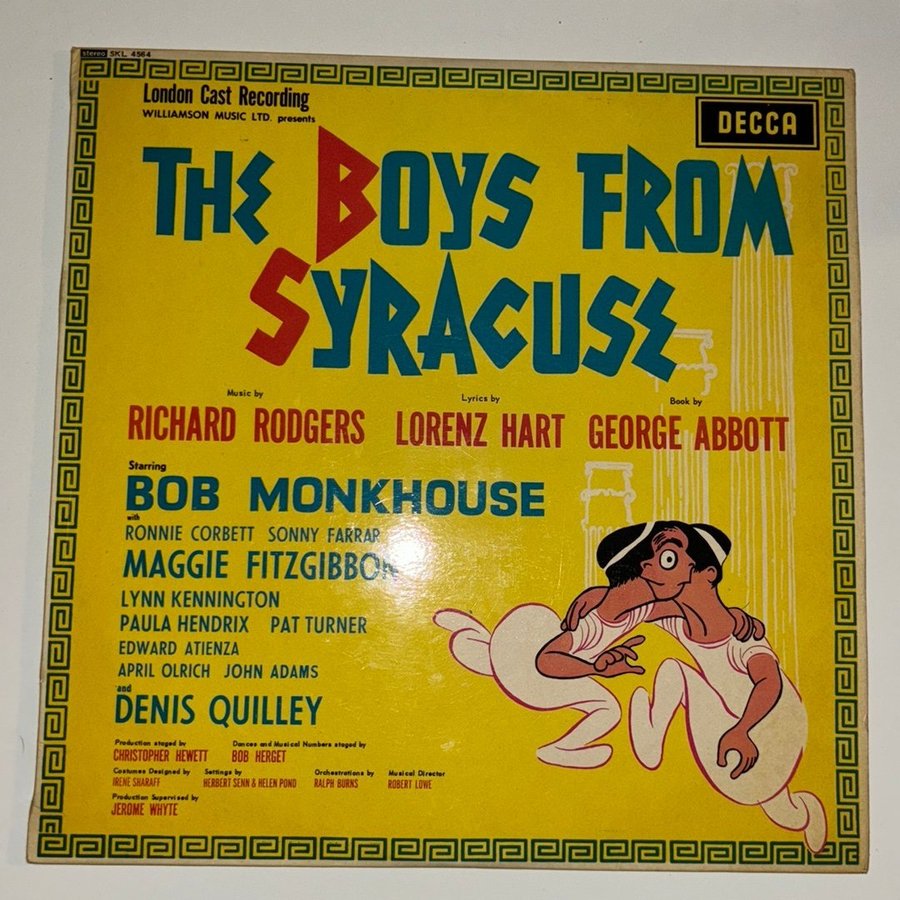 stereo SKL 4564
London Cast Recording
WILLIAMSON MUSIC LTD. presents
DECCA
THE BOYS FROM
SYRACUSE
Music by Lyrics by Book by
RICHARD RODGERS LORENZ HART GEORGE ABBOTT
Starring
BOB MONKHOUSE
with
RONNIE CORBETT SONNY FARRAR
MAGGIE FITZGIBBON
LYNN KENNINGTON
PAULA HENDRIX PAT TURNER
EDWARD ATIENZA
APRIL OLRICH JOHN ADAMS
and
DENIS QUILLEY
Production staged by Dances and Musical Numbers staged by
CHRISTOPHER HEWETT BOB HERGET
Costumes Designed by Settings by Orchestrations by Musical Director
IRENE SHARAFF HERBERT SENN & HELEN POND RALPH BURNS ROBERT LOWE
Production Supervised by
JEROME WHYTE